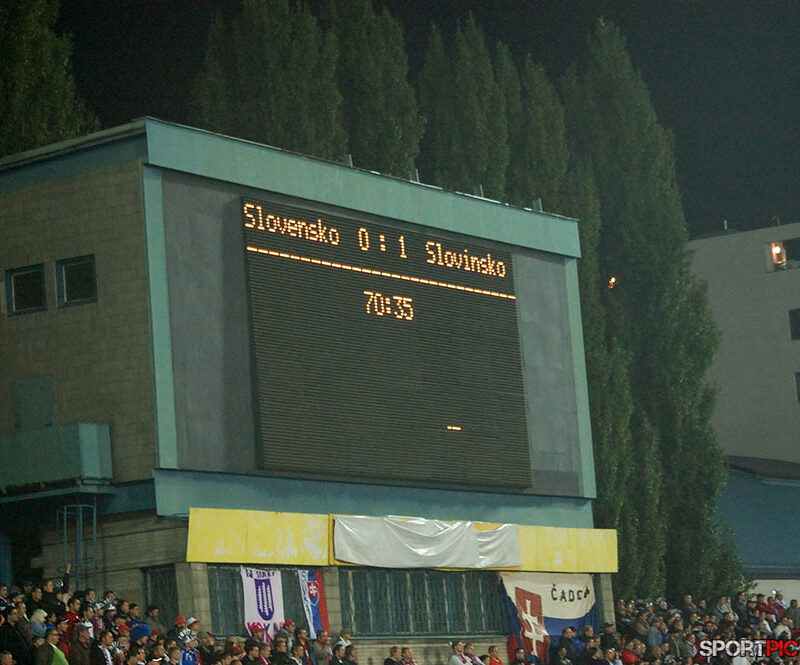 Slovensko 0:1 Slovinsko
70:35
ČADCA
SPORTPIC